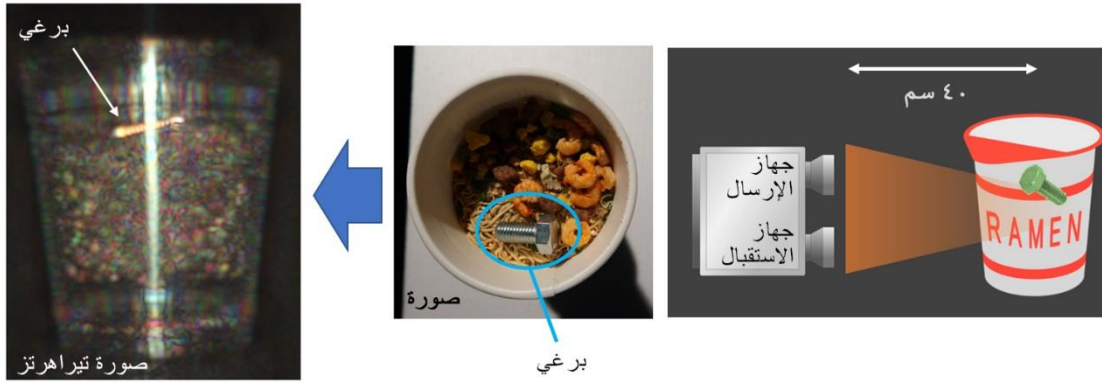 ٤٠ سم
جهاز
الإرسال
جهاز
الاستقبال
RAMEN
صورة
برغي
برغي
صورة تيراهرتز